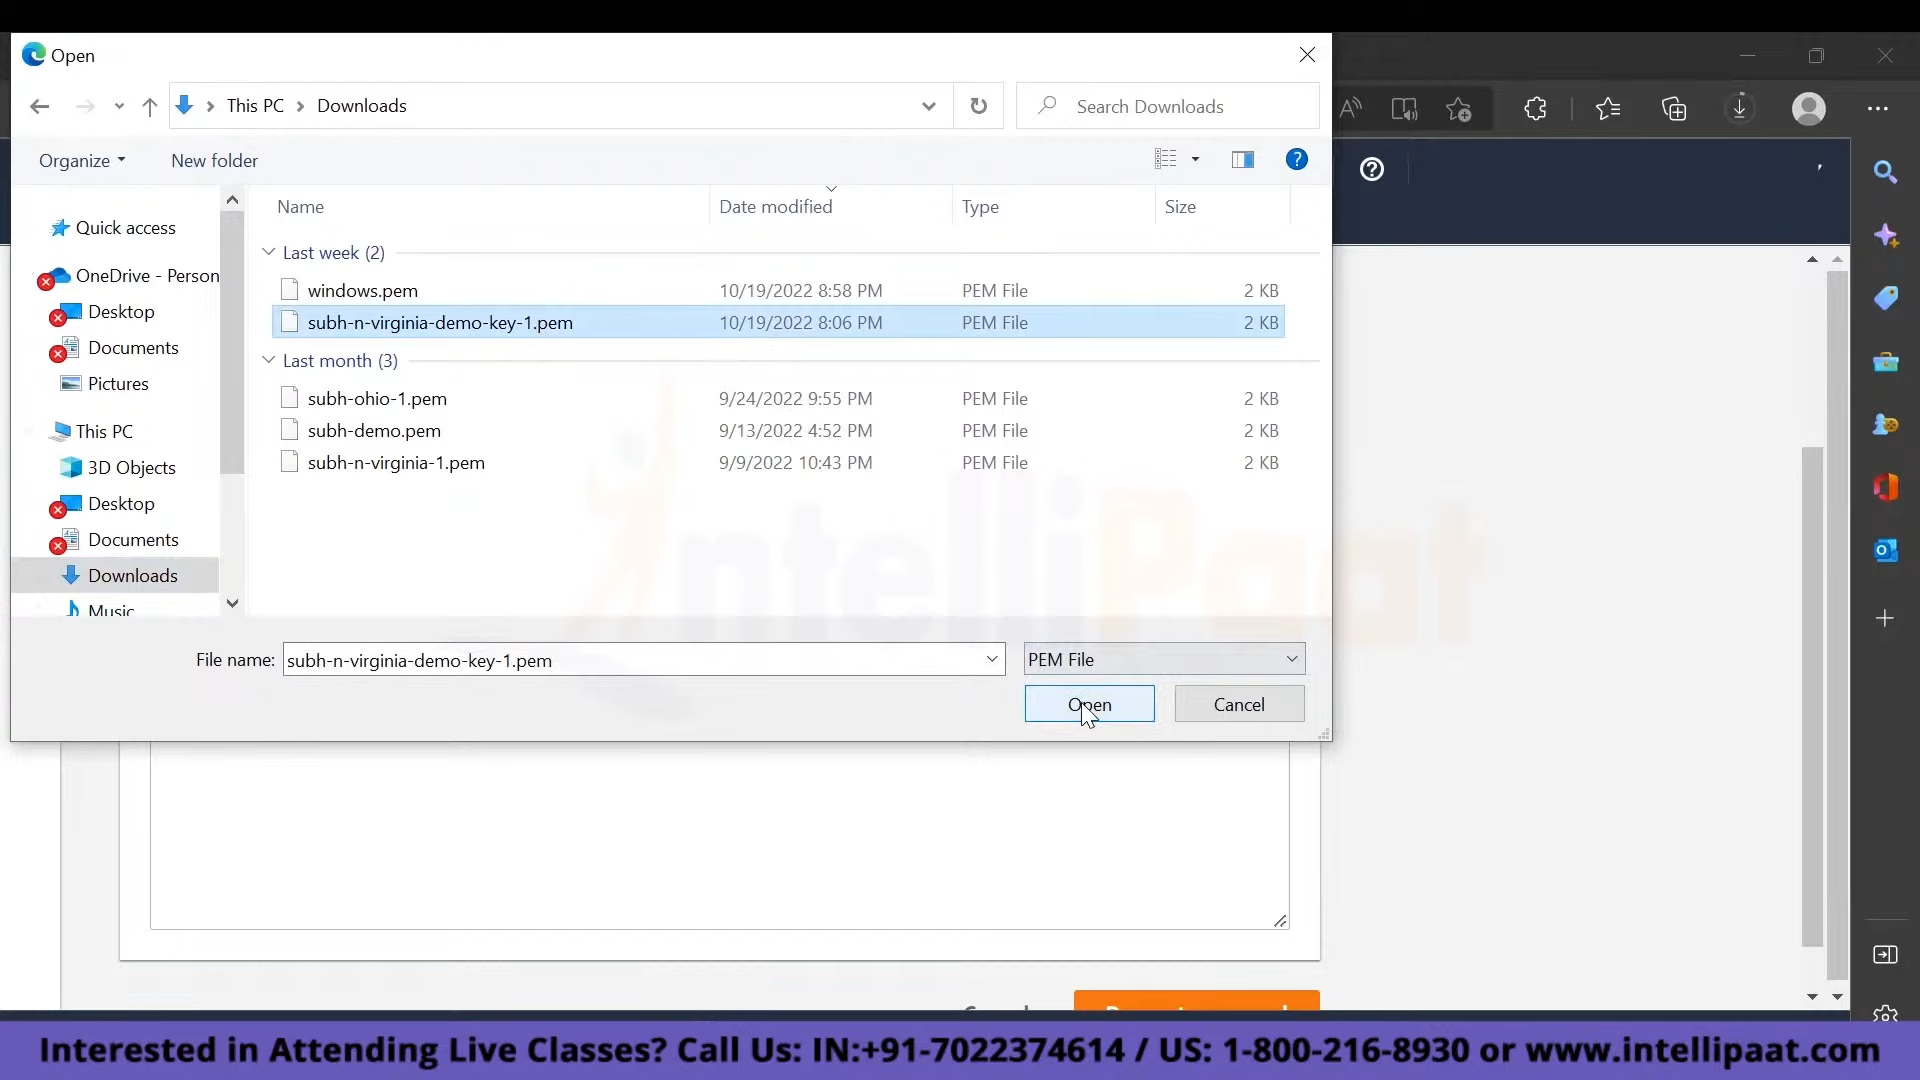 Open
This PC > Downloads
Search Downloads
Organize
New folder
Name
Date modified
Type
Size
Quick access
OneDrive - Person
Desktop
Documents
Pictures
This PC
3D Objects
Desktop
Documents
Downloads
Music
Last week (2)
windows.pem 10/19/2022 8:58 PM PEM File 2 KB
subh-n-virginia-demo-key-1.pem 10/19/2022 8:06 PM PEM File 2 KB
Last month (3)
subh-ohio-1.pem 9/24/2022 9:55 PM PEM File 2 KB
subh-demo.pem 9/13/2022 4:52 PM PEM File 2 KB
subh-n-virginia-1.pem 9/9/2022 10:43 PM PEM File 2 KB
intelliPaat
File name: subh-n-virginia-demo-key-1.pem
PEM File
Open
Cancel
Interested in Attending Live Classes? Call Us: IN:+91-7022374614 / US: 1-800-216-8930 or www.intellipaat.com